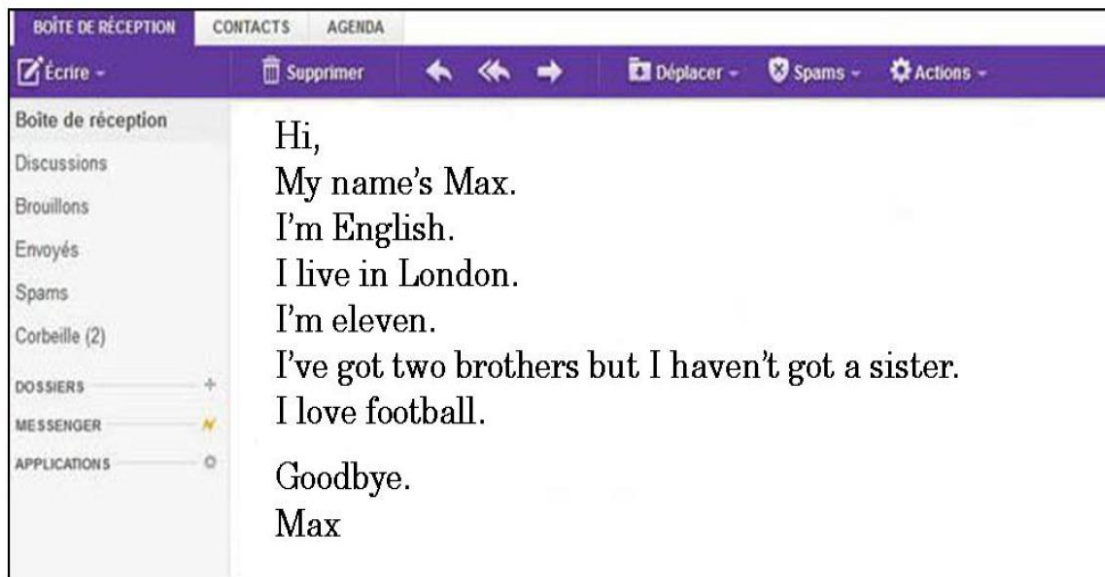 BOÎTE DE RÉCEPTION CONTACTS AGENDA
Écrire Supprimer Déplacer Spams Actions
Boîte de réception
Discussions
Brouillons
Envoyés
Spams
Corbeille (2)
DOSSIERS
MESSENGER
APPLICATIONS
Hi,
My name's Max.
I'm English.
I live in London.
I'm eleven.
I've got two brothers but I haven't got a sister.
I love football.
Goodbye.
Max